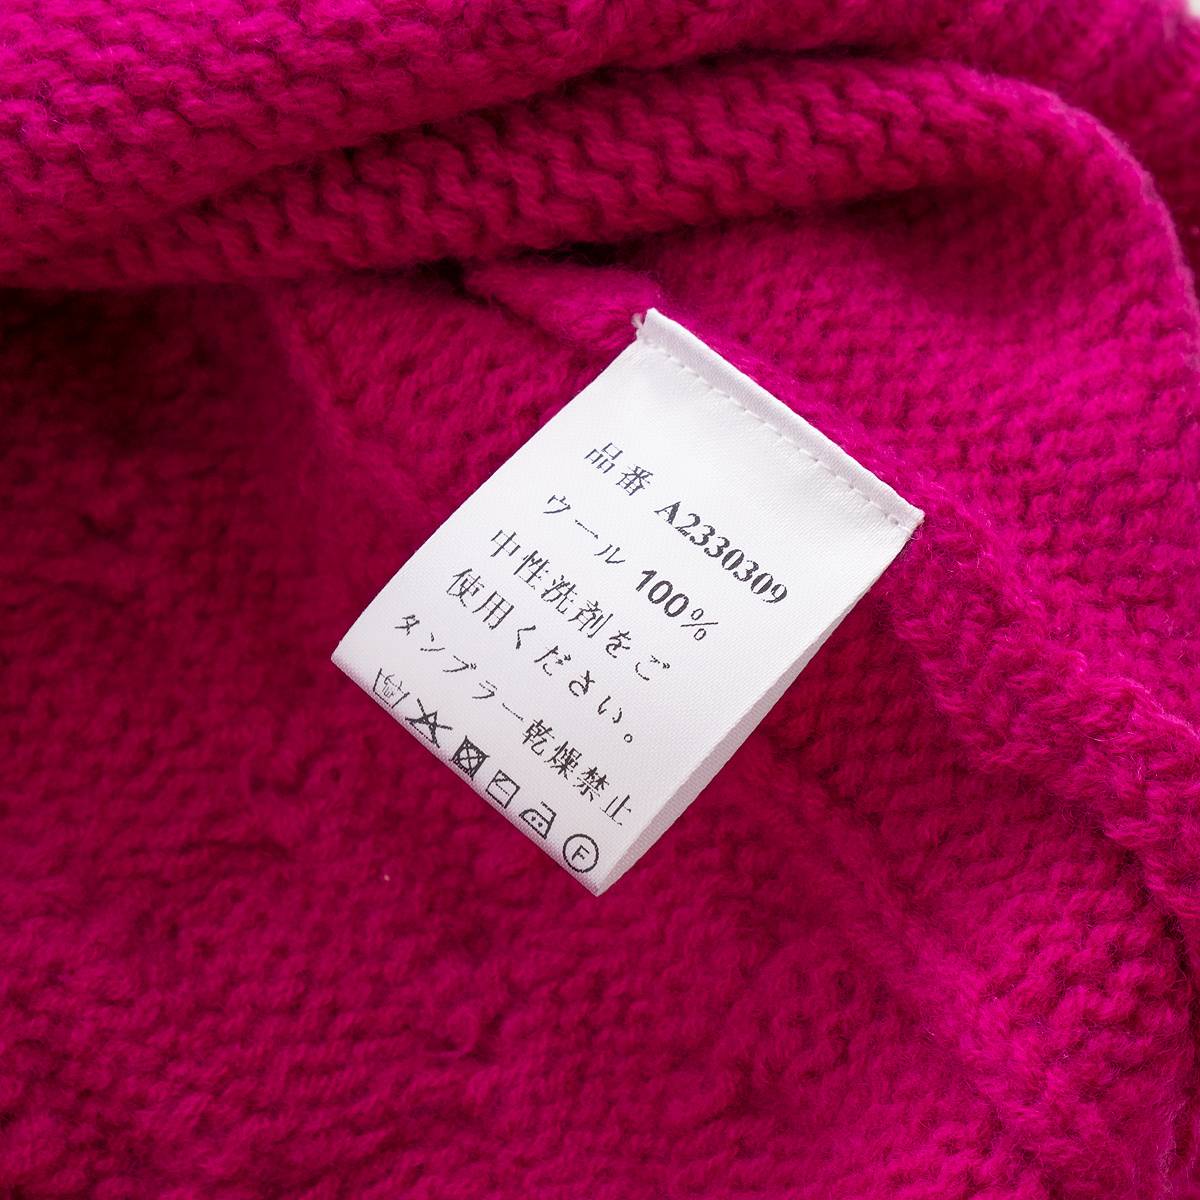 品番 A2330309
ウール 100%
中性洗剤をご
使用ください。
タンブラー乾燥禁止
F